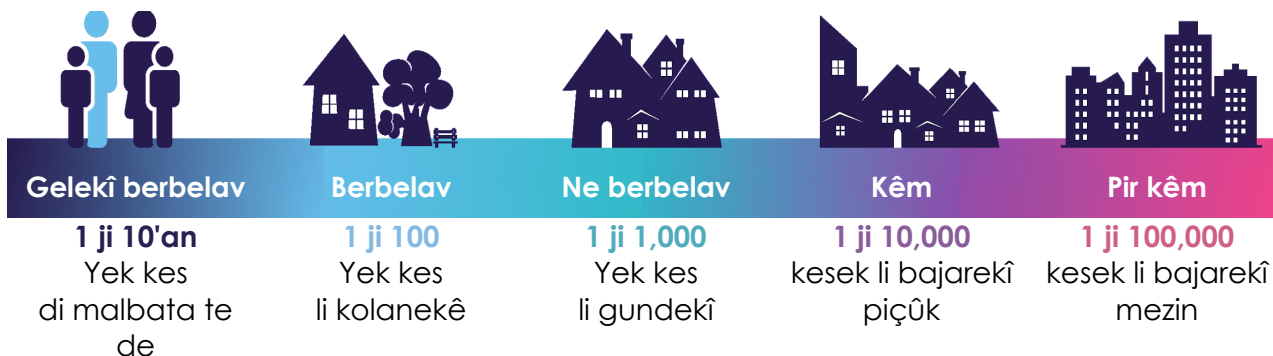 Gelekî berbelav
Berbelav
Ne berbelav
Kêm
Pir kêm
1 ji 10'an
Yek kes
di malbata te
de
1 ji 100
Yek kes
li kolanekê
1 ji 1,000
Yek kes
li gundekî
1 ji 10,000
kesek li bajarekî
piçûk
1 ji 100,000
kesek li bajarekî
mezin